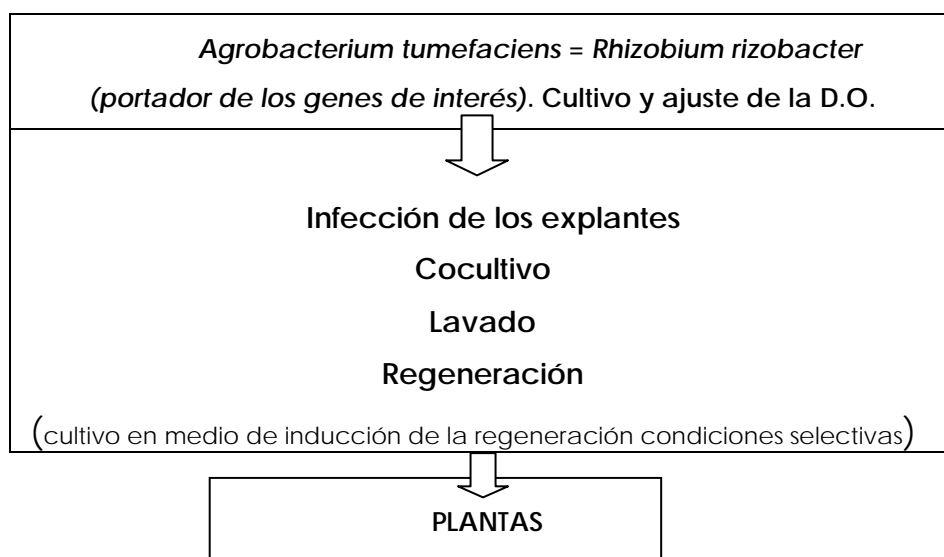 Agrobacterium tumefaciens = Rhizobium rizobacter
(portador de los genes de interés). Cultivo y ajuste de la D.O.
Infección de los explantes
Cocultivo
Lavado
Regeneración
(cultivo en medio de inducción de la regeneración condiciones selectivas)
PLANTAS